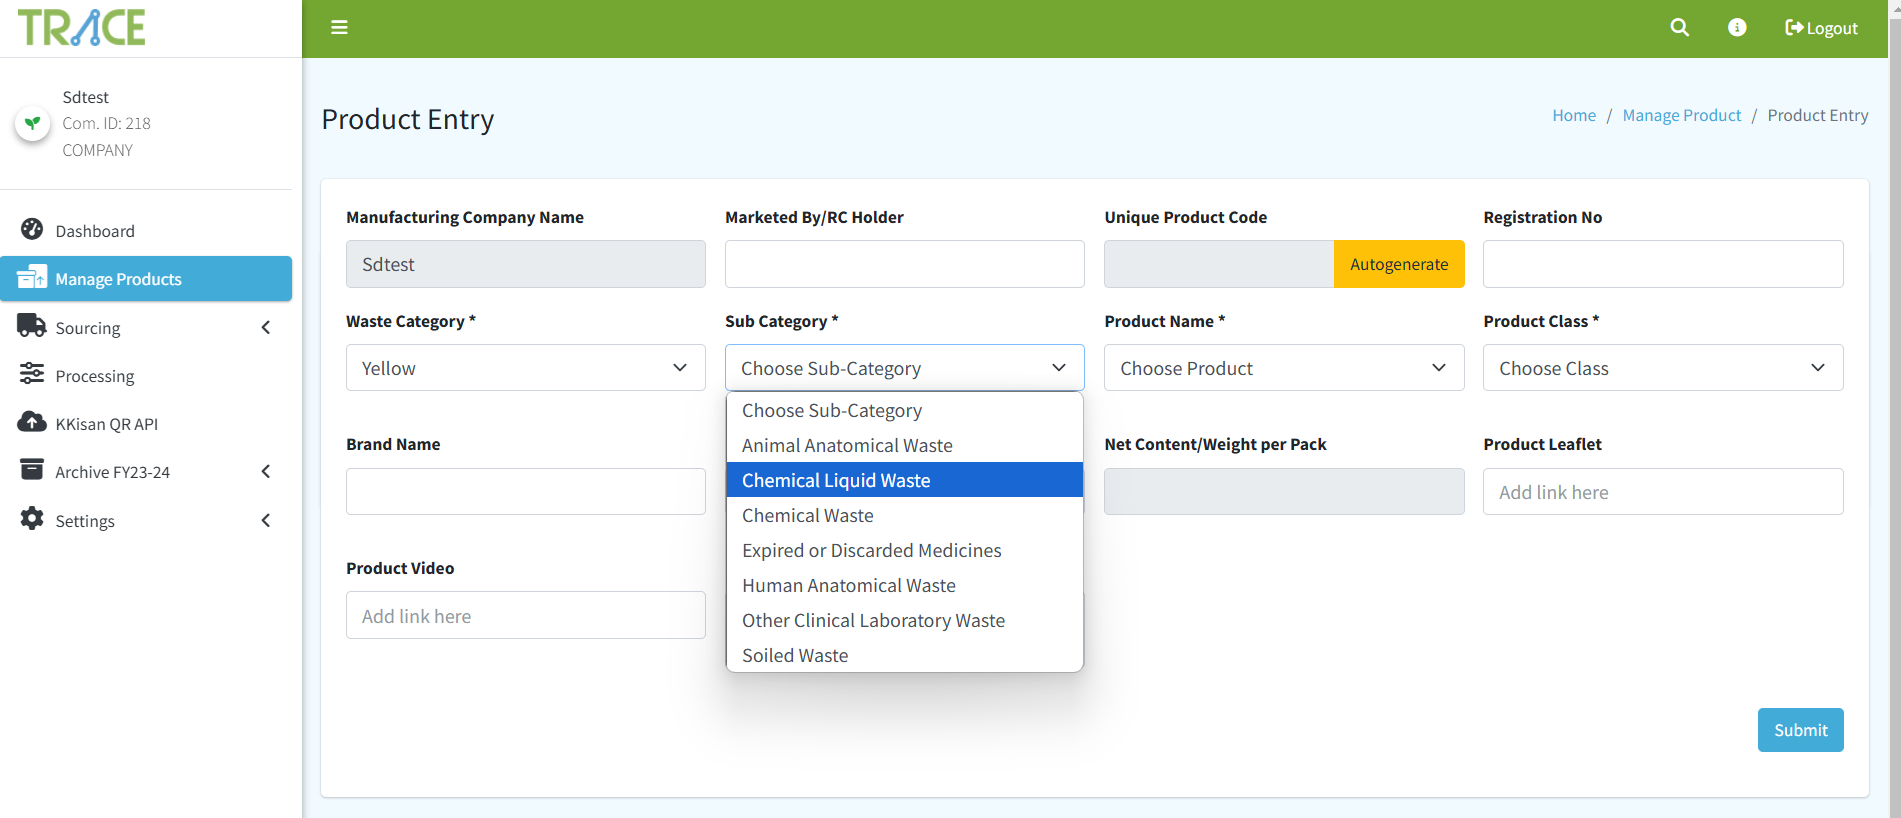 TRACE
Logout
Sdtest
Com. ID: 218
COMPANY
Dashboard
Manage Products
Sourcing
Processing
KKisan QR API
Archive FY23-24
Settings
Product Entry
Home / Manage Product / Product Entry
Manufacturing Company Name
Sdtest
Marketed By/RC Holder
Unique Product Code
Autogenerate
Registration No
Waste Category *
Yellow
Sub Category *
Choose Sub-Category
Choose Sub-Category
Animal Anatomical Waste
Chemical Liquid Waste
Chemical Waste
Expired or Discarded Medicines
Human Anatomical Waste
Other Clinical Laboratory Waste
Soiled Waste
Product Name *
Choose Product
Product Class *
Choose Class
Brand Name
Net Content/Weight per Pack
Product Leaflet
Add link here
Product Video
Add link here
Submit